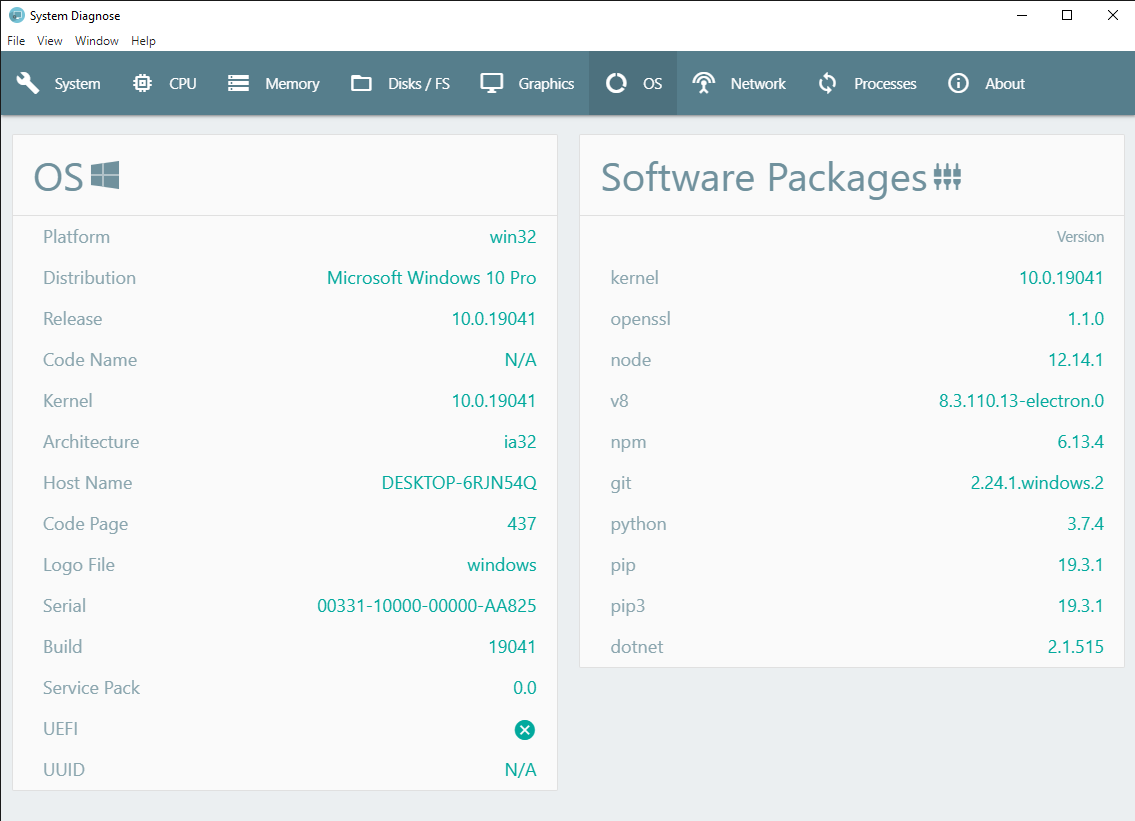 System Diagnose
File View Window Help
System CPU Memory Disks / FS Graphics OS Network Processes About
OS
Platform win32
Distribution Microsoft Windows 10 Pro
Release 10.0.19041
Code Name N/A
Kernel 10.0.19041
Architecture ia32
Host Name DESKTOP-6RJN54Q
Code Page 437
Logo File windows
Serial 00331-10000-00000-AA825
Build 19041
Service Pack 0.0
UEFI
UUID N/A
Software Packages
Version
kernel 10.0.19041
openssl 1.1.0
node 12.14.1
v8 8.3.110.13-electron.0
npm 6.13.4
git 2.24.1.windows.2
python 3.7.4
pip 19.3.1
pip3 19.3.1
dotnet 2.1.515